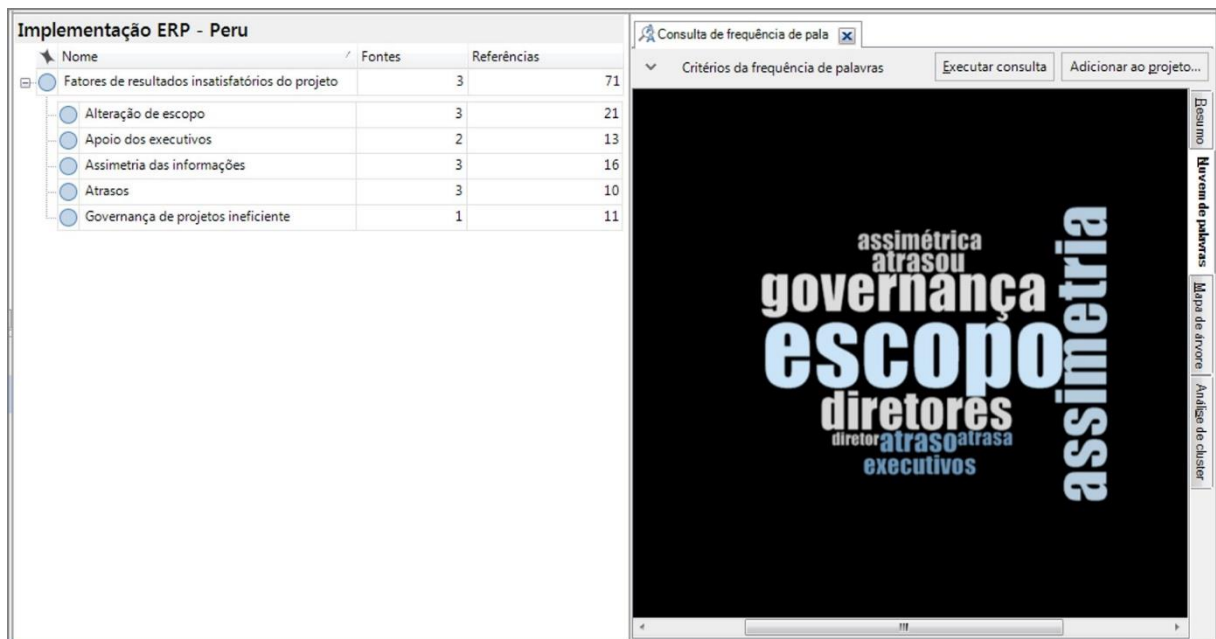 Implementação ERP - Peru
Nome Fontes Referências
Fatores de resultados insatisfatórios do projeto 3 71
Alteração de escopo 3 21
Apoio dos executivos 2 13
Assimetria das informações 3 16
Atrasos 3 10
Governança de projetos ineficiente 1 11
Consulta de frequência de pala
Critérios da frequência de palavras Executar consulta Adicionar ao projeto...
assimétrica
atrasou
governança
escopo
diretores
diretor atraso atrasa
executivos
assimetria
Resumo
Nuvem de palavras
Mapa de árvore
Análise de cluster